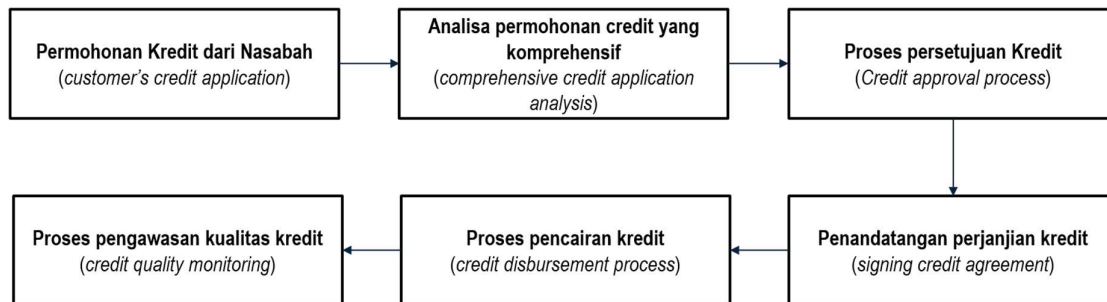 Permohonan Kredit dari Nasabah
(customer's credit application)
Analisa permohonan credit yang
komprehensif
(comprehensive credit application
analysis)
Proses persetujuan Kredit
(Credit approval process)
Penandatangan perjanjian kredit
(signing credit agreement)
Proses pencairan kredit
(credit disbursement process)
Proses pengawasan kualitas kredit
(credit quality monitoring)